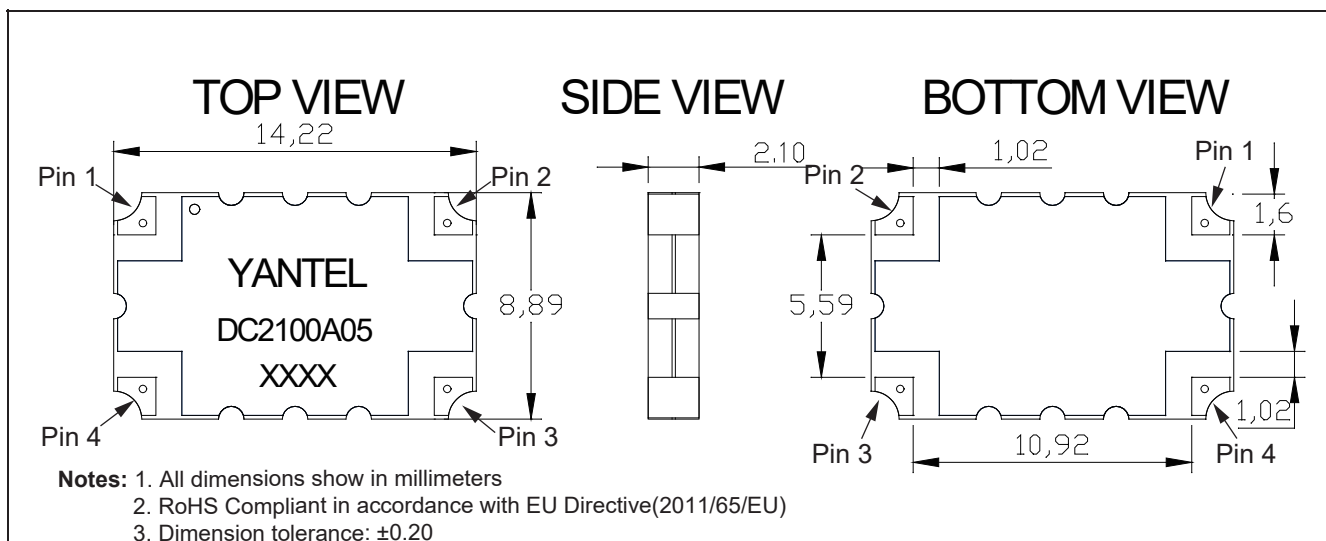 TOP VIEW
SIDE VIEW
BOTTOM VIEW
14,22
2.10
1,02
Pin 1
Pin 2
Pin 2
Pin 1
1,6
YANTEL
8,89
5,59
DC2100A05
XXXX
1,02
Pin 4
Pin 3
Pin 3
10,92
Pin 4
Notes: 1. All dimensions show in millimeters
2. RoHS Compliant in accordance with EU Directive(2011/65/EU)
3. Dimension tolerance: ±0.20